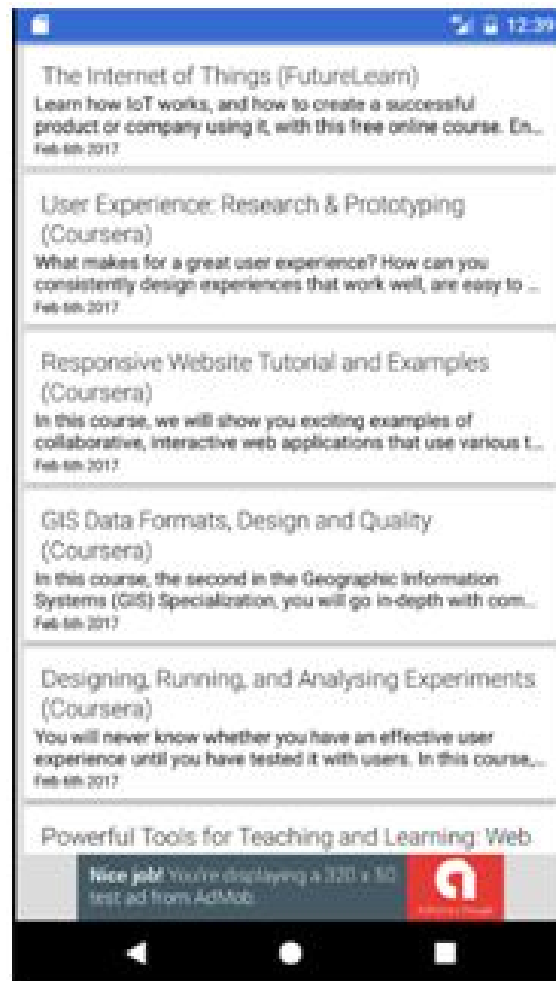 12:39
The Internet of Things (FutureLearn)
Learn how IoT works, and how to create a successful
product or company using it, with this free online course. En...
Feb 6th 2017
User Experience: Research & Prototyping
(Coursera)
What makes for a great user experience? How can you
consistently design experiences that work well, are easy to ...
Feb 6th 2017
Responsive Website Tutorial and Examples
(Coursera)
In this course, we will show you exciting examples of
collaborative, interactive web applications that use various t...
Feb 6th 2017
GIS Data Formats, Design and Quality
(Coursera)
In this course, the second in the Geographic Information
Systems (GIS) Specialization, you will go in-depth with com...
Feb 6th 2017
Designing, Running, and Analysing Experiments
(Coursera)
You will never know whether you have an effective user
experience until you have tested it with users. In this course,...
Feb 6th 2017
Powerful Tools for Teaching and Learning: Web
Nice job! You're displaying a 320 x 50
test ad from AdMob.